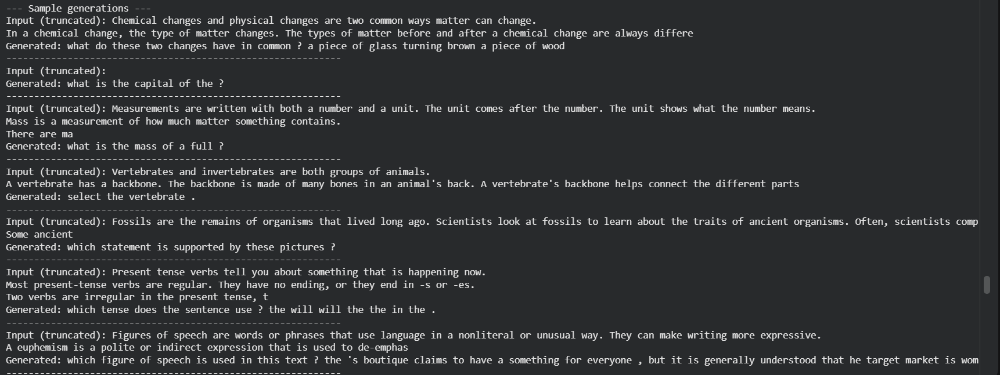 --- Sample generations ---
Input (truncated): Chemical changes and physical changes are two common ways matter can change.
In a chemical change, the type of matter changes. The types of matter before and after a chemical change are always differe
Generated: what do these two changes have in common ? a piece of glass turning brown a piece of wood
------------------------------------------------------------
Input (truncated):
Generated: what is the capital of the ?
------------------------------------------------------------
Input (truncated): Measurements are written with both a number and a unit. The unit comes after the number. The unit shows what the number means.
Mass is a measurement of how much matter something contains.
There are ma
Generated: what is the mass of a full ?
------------------------------------------------------------
Input (truncated): Vertebrates and invertebrates are both groups of animals.
A vertebrate has a backbone. The backbone is made of many bones in an animal's back. A vertebrate's backbone helps connect the different parts
Generated: select the vertebrate .
------------------------------------------------------------
Input (truncated): Fossils are the remains of organisms that lived long ago. Scientists look at fossils to learn about the traits of ancient organisms. Often, scientists comp
Some ancient
Generated: which statement is supported by these pictures ?
------------------------------------------------------------
Input (truncated): Present tense verbs tell you about something that is happening now.
Most present-tense verbs are regular. They have no ending, or they end in -s or -es.
Two verbs are irregular in the present tense, t
Generated: which tense does the sentence use ? the will will the the in the .
------------------------------------------------------------
Input (truncated): Figures of speech are words or phrases that use language in a nonliteral or unusual way. They can make writing more expressive.
A euphemism is a polite or indirect expression that is used to de-emphas
Generated: which figure of speech is used in this text ? the 's boutique claims to have a something for everyone , but it is generally understood that he target market is wom
------------------------------------------------------------